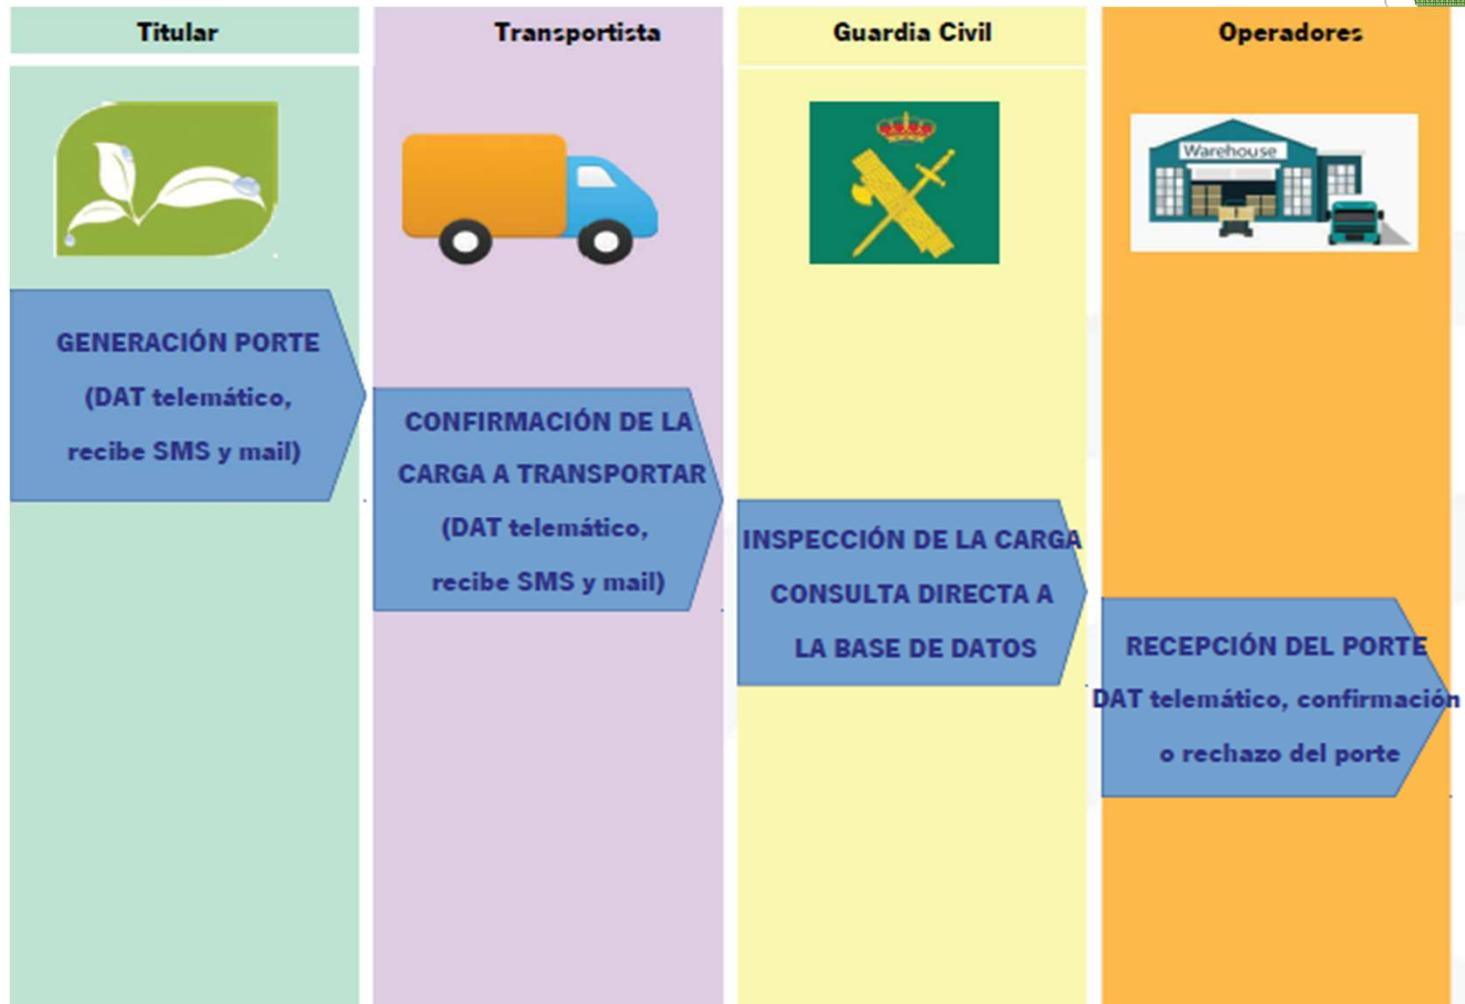 Titular
Transportista
Guardia Civil
Operadores
Warehouse
GENERACIÓN PORTE
(DAT telemático,
recibe SMS y mail)
CONFIRMACIÓN DE LA
CARGA A TRANSPORTAR
(DAT telemático,
recibe SMS y mail)
INSPECCIÓN DE LA CARGA
CONSULTA DIRECTA A
LA BASE DE DATOS
RECEPCIÓN DEL PORTE
DAT telemático, confirmación
o rechazo del porte